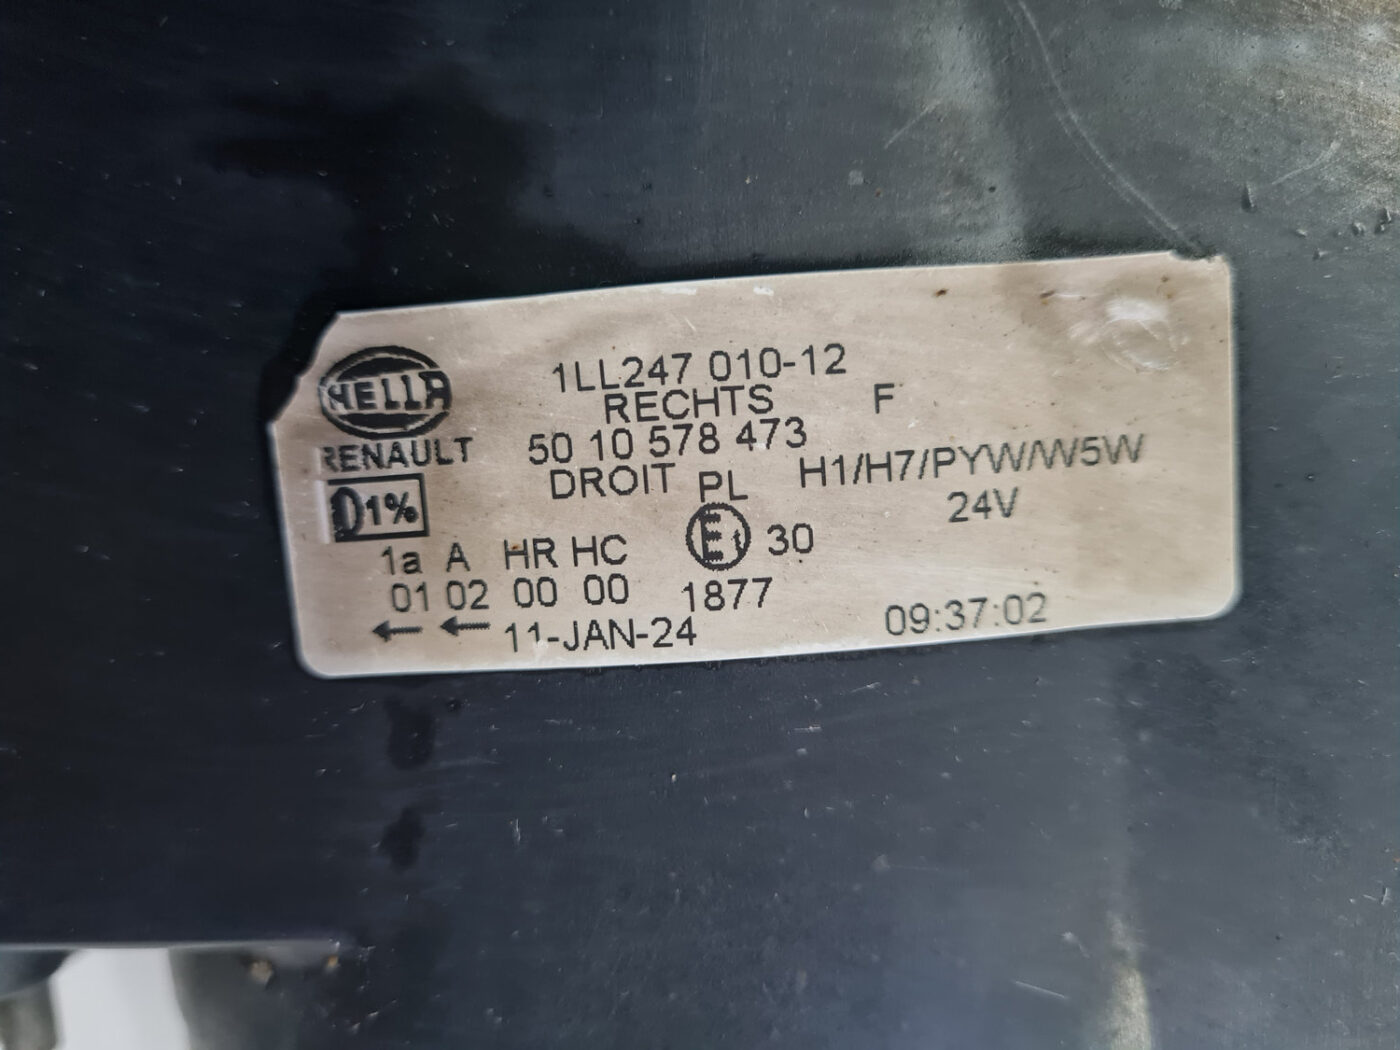 HELLA
1LL247 010-12
RECHTS F
RENAULT 50 10 578 473
DROIT PL H1/H7/PYW/W5W
D1% 24V
1a A HR HC E1 30
01 02 00 00 1877
← ← 11-JAN-24 09:37:02